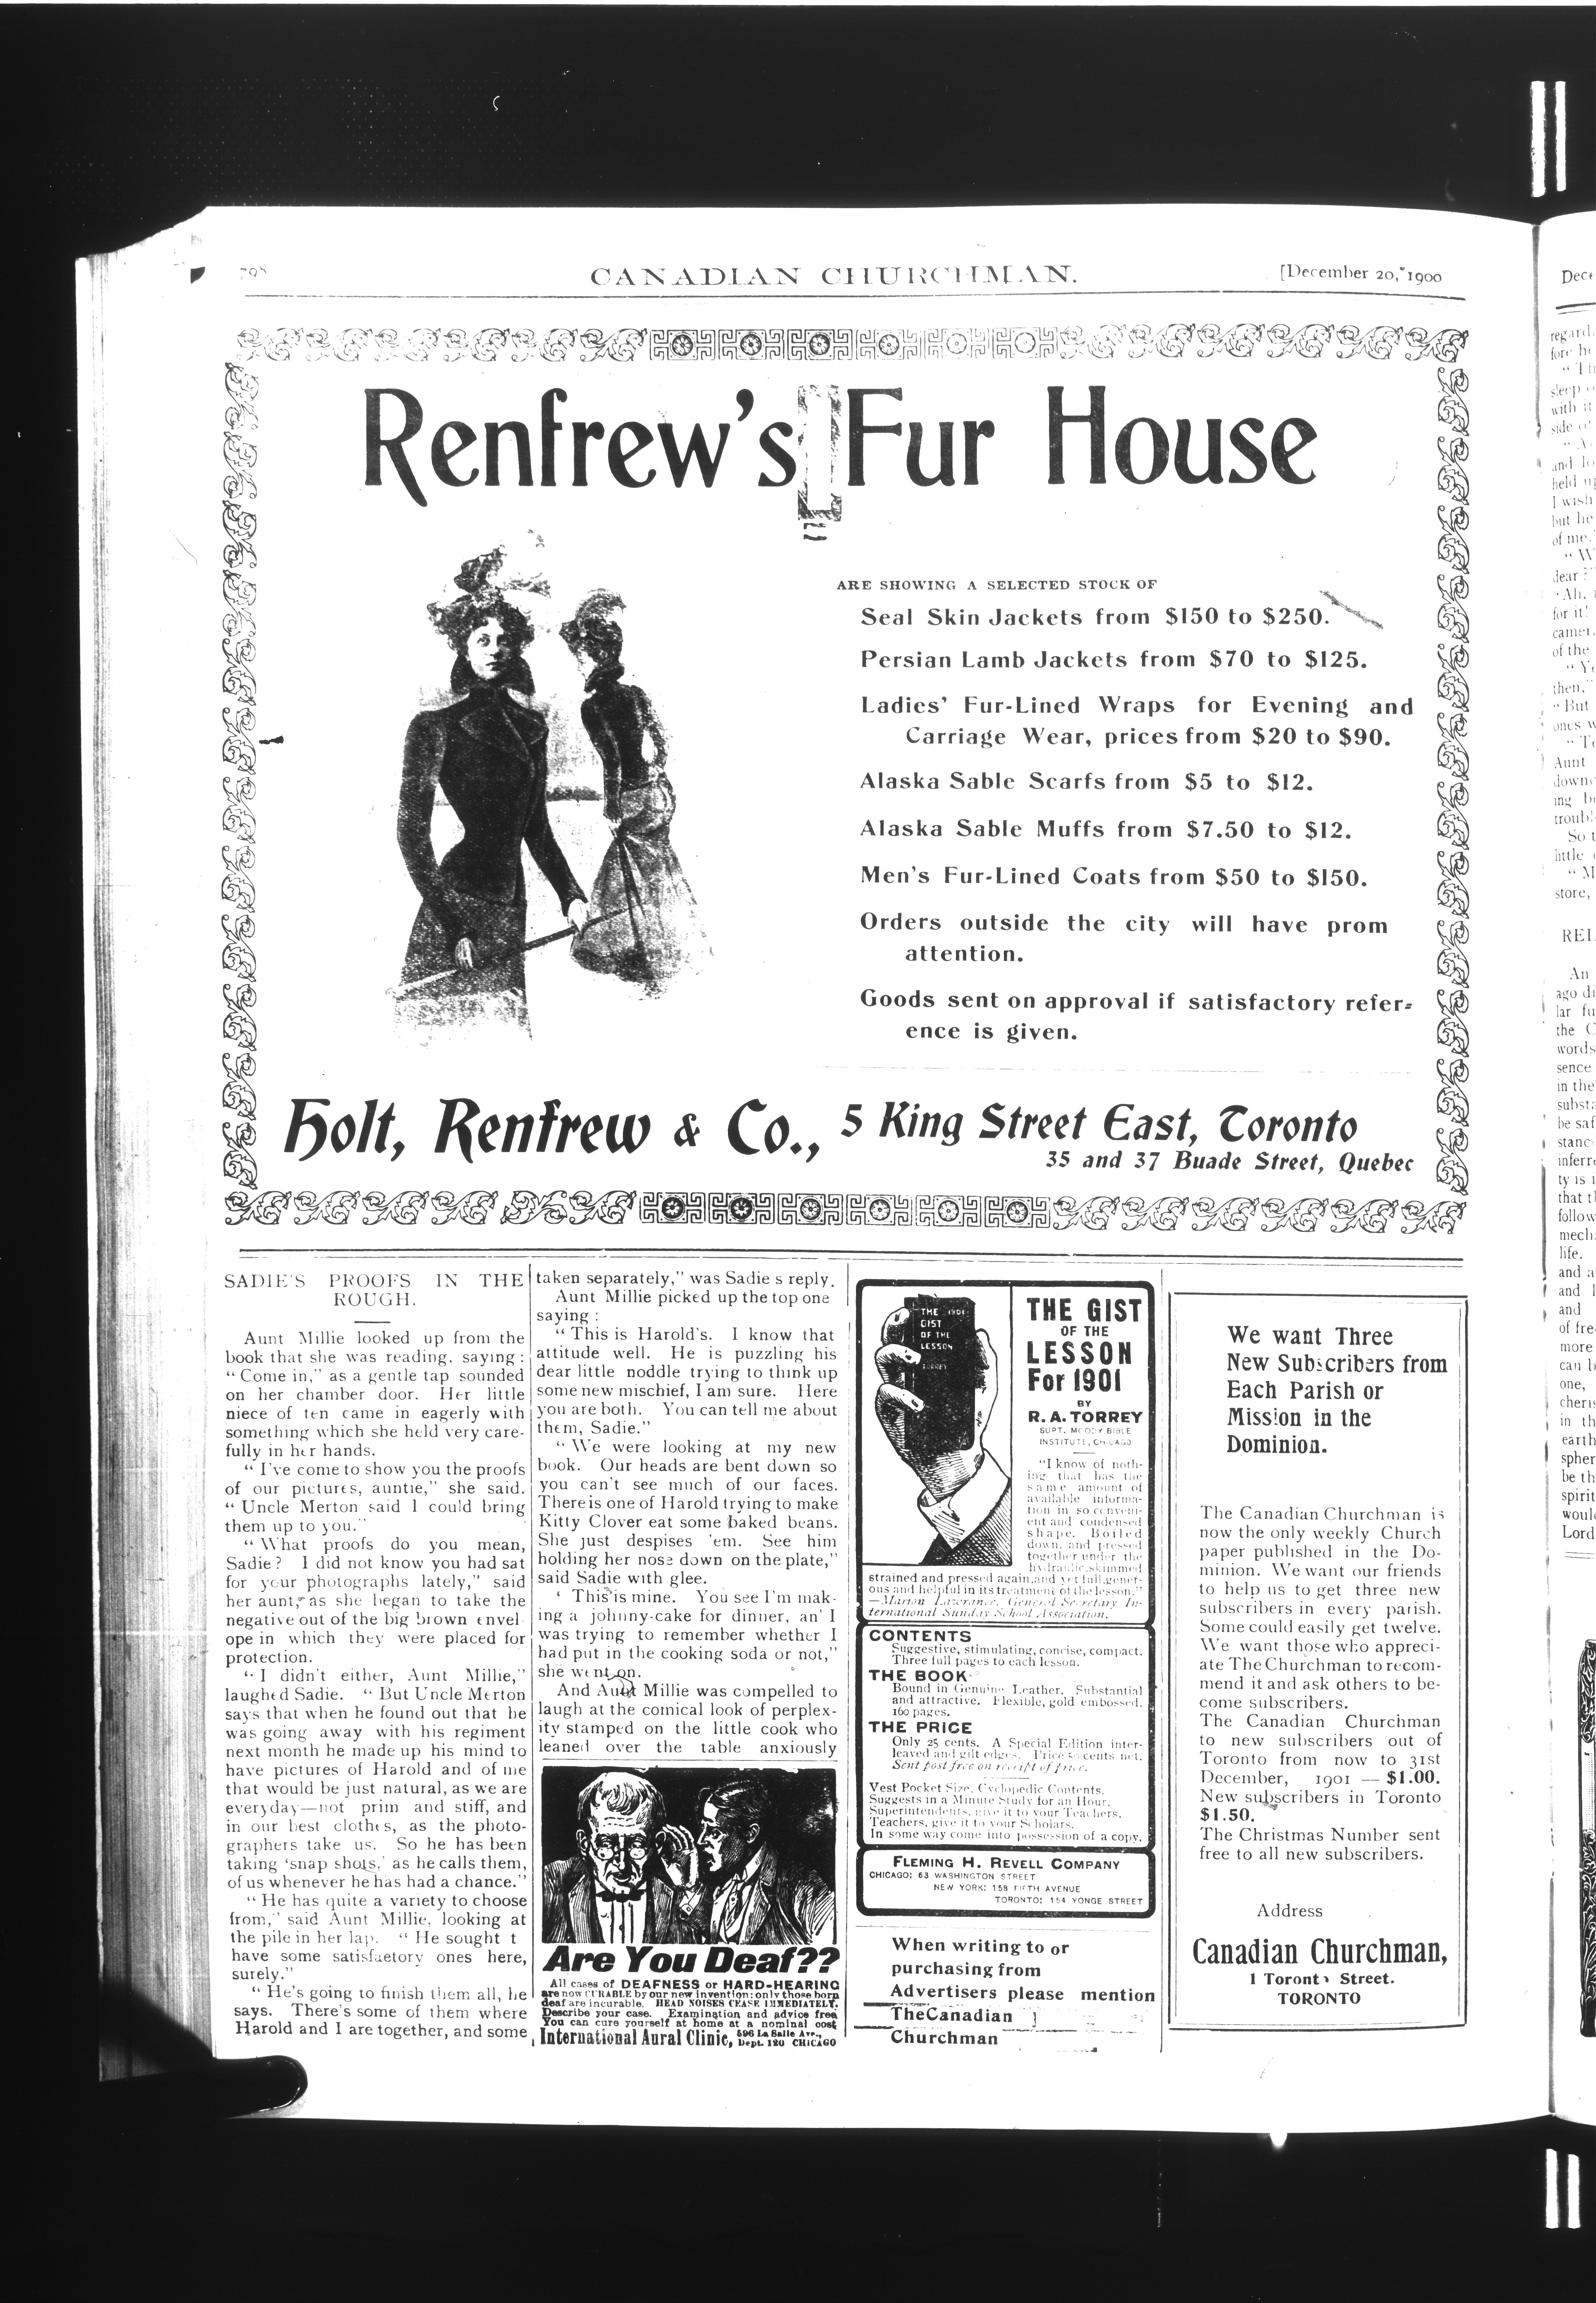 798
CANADIAN CHURCHMAN.
[December 20, 1900
Renfrew's Fur House
ARE SHOWING A SELECTED STOCK OF
Seal Skin Jackets from $150 to $250.
Persian Lamb Jackets from $70 to $125.
Ladies' Fur-Lined Wraps for Evening and
Carriage Wear, prices from $20 to $90.
Alaska Sable Scarfs from $5 to $12.
Alaska Sable Muffs from $7.50 to $12.
Men's Fur-Lined Coats from $50 to $150.
Orders outside the city will have prom
attention.
Goods sent on approval if satisfactory refer-
ence is given.
Holt, Renfrew & Co., 5 King Street East, Toronto
35 and 37 Buade Street, Quebec
SADIE'S PROOFS IN THE
ROUGH.
Aunt Millie looked up from the
book that she was reading, saying:
"Come in," as a gentle tap sounded
on her chamber door. Her little
niece of ten came in eagerly with
something which she held very care-
fully in her hands.
"I've come to show you the proofs
of our pictures, auntie," she said.
"Uncle Merton said I could bring
them up to you."
"What proofs do you mean,
Sadie? I did not know you had sat
for your photographs lately," said
her aunt, as she began to take the
negative out of the big brown envel
ope in which they were placed for
protection.
"I didn't either, Aunt Millie,"
laughed Sadie. "But Uncle Merton
says that when he found out that he
was going away with his regiment
next month he made up his mind to
have pictures of Harold and of me
that would be just natural, as we are
everyday—not prim and stiff, and
in our best clothes, as the photo-
graphers take us. So he has been
taking 'snap shots,' as he calls them,
of us whenever he has had a chance."
"He has quite a variety to choose
from," said Aunt Millie, looking at
the pile in her lap. "He sought t
have some satisfactory ones here,
surely."
"He's going to finish them all, he
says. There's some of them where
Harold and I are together, and some
taken separately," was Sadie s reply.
Aunt Millie picked up the top one
saying:
"This is Harold's. I know that
attitude well. He is puzzling his
dear little noddle trying to think up
some new mischief, I am sure. Here
you are both. You can tell me about
them, Sadie."
"We were looking at my new
book. Our heads are bent down so
you can't see much of our faces.
There is one of Harold trying to make
Kitty Clover eat some baked beans.
She just despises 'em. See him
holding her nose down on the plate,"
said Sadie with glee.
' This is mine. You see I'm mak-
ing a johnny-cake for dinner, an' I
was trying to remember whether I
had put in the cooking soda or not,"
she went on.
And Aunt Millie was compelled to
laugh at the comical look of perplex-
ity stamped on the little cook who
leaned over the table anxiously
Are You Deaf??
All cases of DEAFNESS or HARD-HEARING
are now CURABLE by our new invention: only those born
deaf are incurable. HEAD NOISES CEASE IMMEDIATELY.
Describe your case. Examination and advice free
You can cure yourself at home at a nominal cost
International Aural Clinic, 596 La Salle Ave.,
Dept. 120 CHICAGO
THE 1901
GIST
OF THE
LESSON
TORREY
THE GIST
OF THE
LESSON
For 1901
BY
R. A. TORREY
SUPT. MOODY BIBLE
INSTITUTE, CHICAGO
"I know of noth-
ing that has the
same amount of
available informa-
tion in so conveni-
ent and condensed
shape. Boiled
down, and pressed
together under the
hydraulic, skimmed
strained and pressed again, and yet full, gener-
ous and helpful in its treatment of the lesson."
—Marion Lawrance, General Secretary In-
ternational Sunday School Association.
CONTENTS
Suggestive, stimulating, concise, compact.
Three full pages to each lesson.
THE BOOK
Bound in Genuine Leather. Substantial
and attractive. Flexible, gold embossed.
160 pages.
THE PRICE
Only 25 cents. A Special Edition inter-
leaved and gilt edges. Price 50 cents net.
Sent post free on receipt of price.
Vest Pocket Size. Cyclopedic Contents.
Suggests in a Minute Study for an Hour.
Superintendents, give it to your Teachers.
Teachers, give it to your Scholars.
In some way come into possession of a copy.
FLEMING H. REVELL COMPANY
CHICAGO: 63 WASHINGTON STREET
NEW YORK: 158 FIFTH AVENUE
TORONTO: 154 YONGE STREET
When writing to or
purchasing from
Advertisers please mention
The Canadian
Churchman
We want Three
New Subscribers from
Each Parish or
Mission in the
Dominion.
The Canadian Churchman is
now the only weekly Church
paper published in the Do-
minion. We want our friends
to help us to get three new
subscribers in every parish.
Some could easily get twelve.
We want those who appreci-
ate The Churchman to recom-
mend it and ask others to be-
come subscribers.
The Canadian Churchman
to new subscribers out of
Toronto from now to 31st
December, 1901 — $1.00.
New subscribers in Toronto
$1.50.
The Christmas Number sent
free to all new subscribers.
Address
Canadian Churchman,
1 Toronto Street.
TORONTO